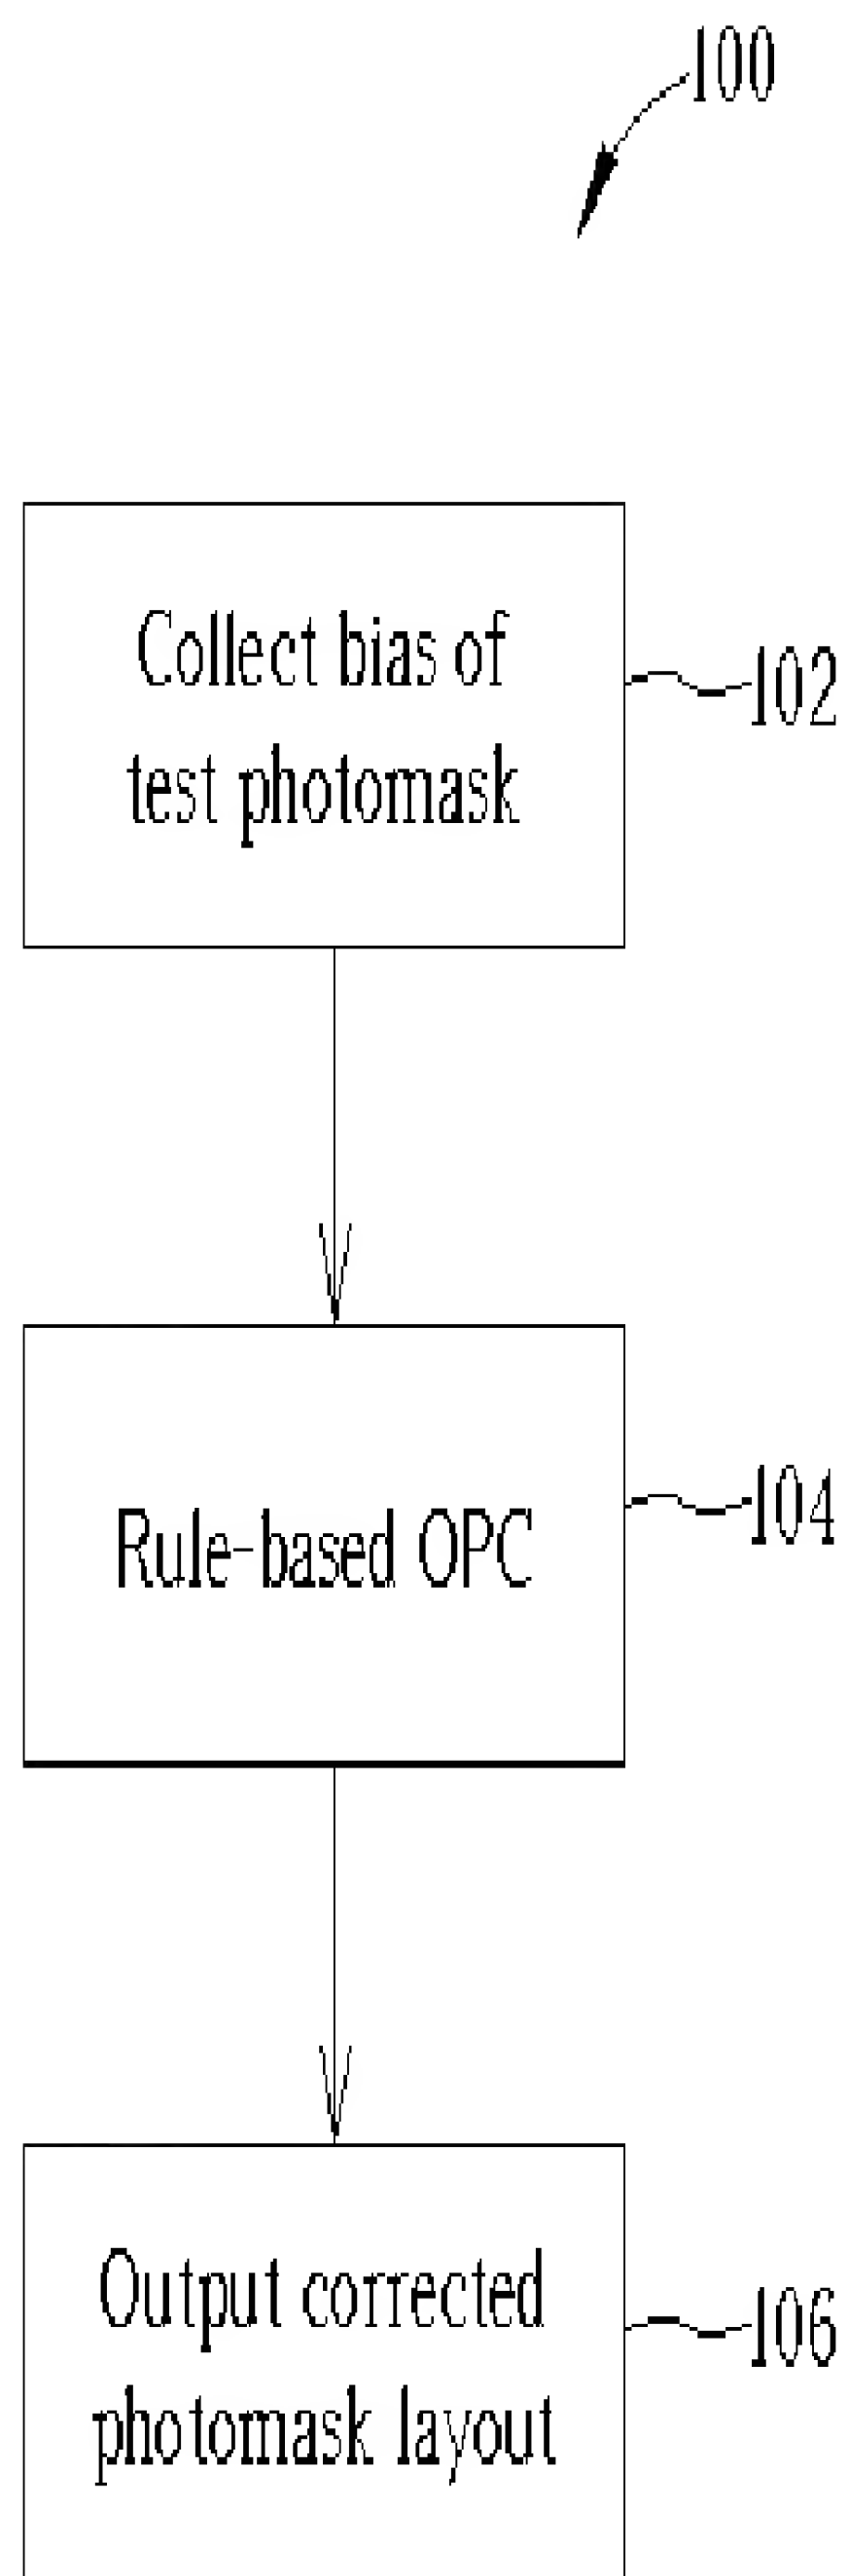 100
Collect bias of
test photomask
102
Rule-based OPC
104
Output corrected
photomask layout
106